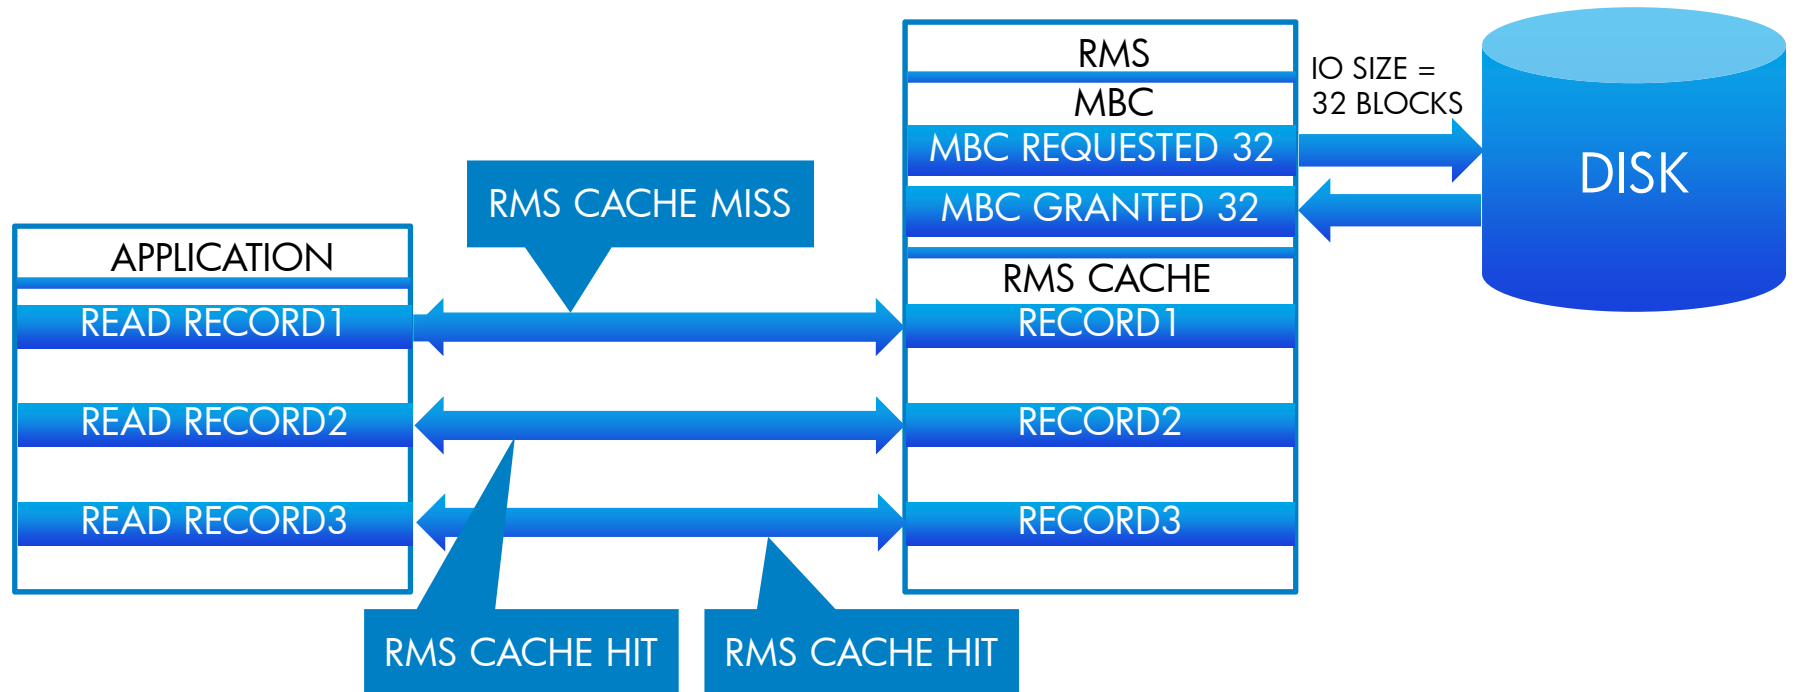 RMS
MBC
MBC REQUESTED 32
MBC GRANTED 32
IO SIZE =
32 BLOCKS
DISK
RMS CACHE MISS
APPLICATION
READ RECORD1
READ RECORD2
READ RECORD3
RMS CACHE
RECORD1
RECORD2
RECORD3
RMS CACHE HIT
RMS CACHE HIT